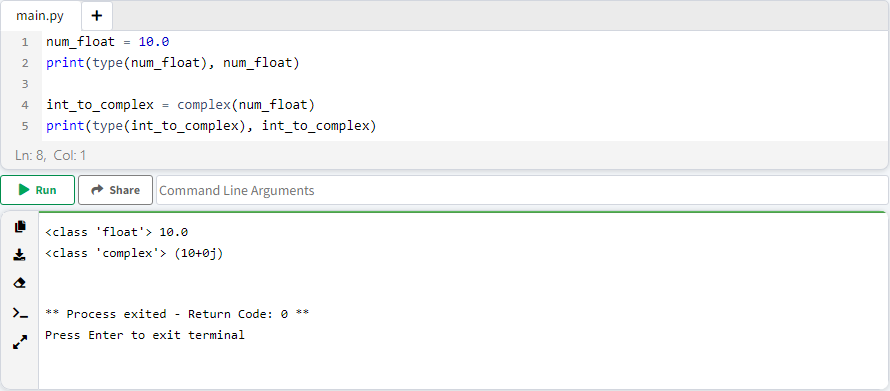 main.py +
1 num_float = 10.0
2 print(type(num_float), num_float)
3
4 int_to_complex = complex(num_float)
5 print(type(int_to_complex), int_to_complex)
Ln: 8, Col: 1
Run Share Command Line Arguments
<class 'float'> 10.0
<class 'complex'> (10+0j)
** Process exited - Return Code: 0 **
Press Enter to exit terminal